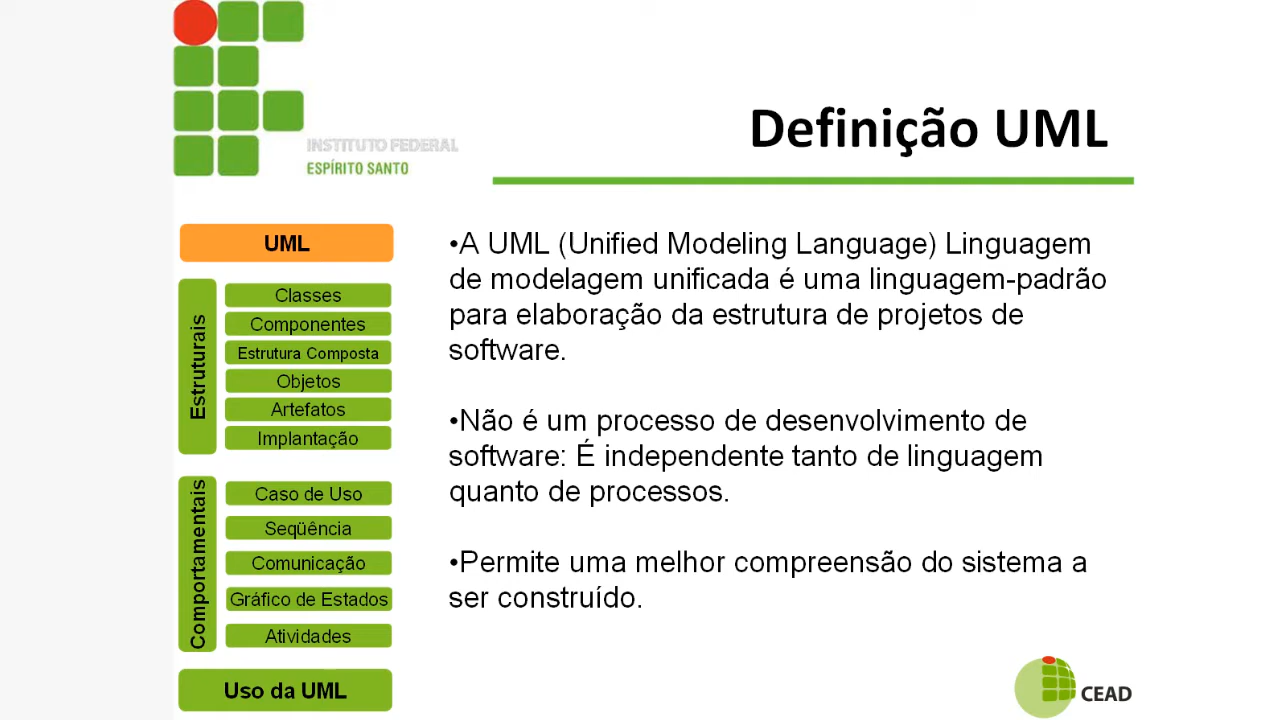 INSTITUTO FEDERAL
ESPÍRITO SANTO
Definição UML
UML
Estruturais
Classes
Componentes
Estrutura Composta
Objetos
Artefatos
Implantação
Comportamentais
Caso de Uso
Seqüência
Comunicação
Gráfico de Estados
Atividades
Uso da UML
•A UML (Unified Modeling Language) Linguagem
de modelagem unificada é uma linguagem-padrão
para elaboração da estrutura de projetos de
software.
•Não é um processo de desenvolvimento de
software: É independente tanto de linguagem
quanto de processos.
•Permite uma melhor compreensão do sistema a
ser construído.
CEAD